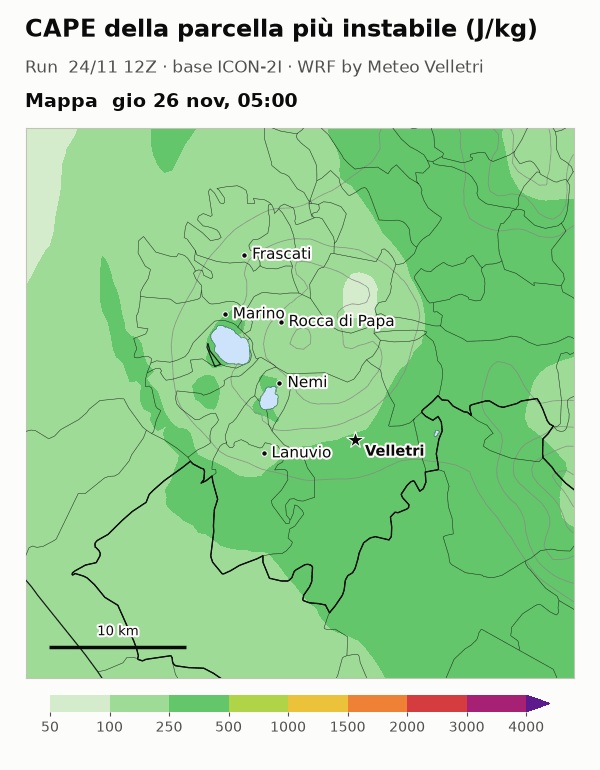 CAPE della parcella più instabile (J/kg)
Run  24/11 12Z · base ICON-2I · WRF by Meteo Velletri
Mappa  gio 26 nov, 05:00
Frascati
Marino
Rocca di Papa
Nemi
Velletri
Lanuvio
10 km
50 100 250 500 1000 1500 2000 3000 4000